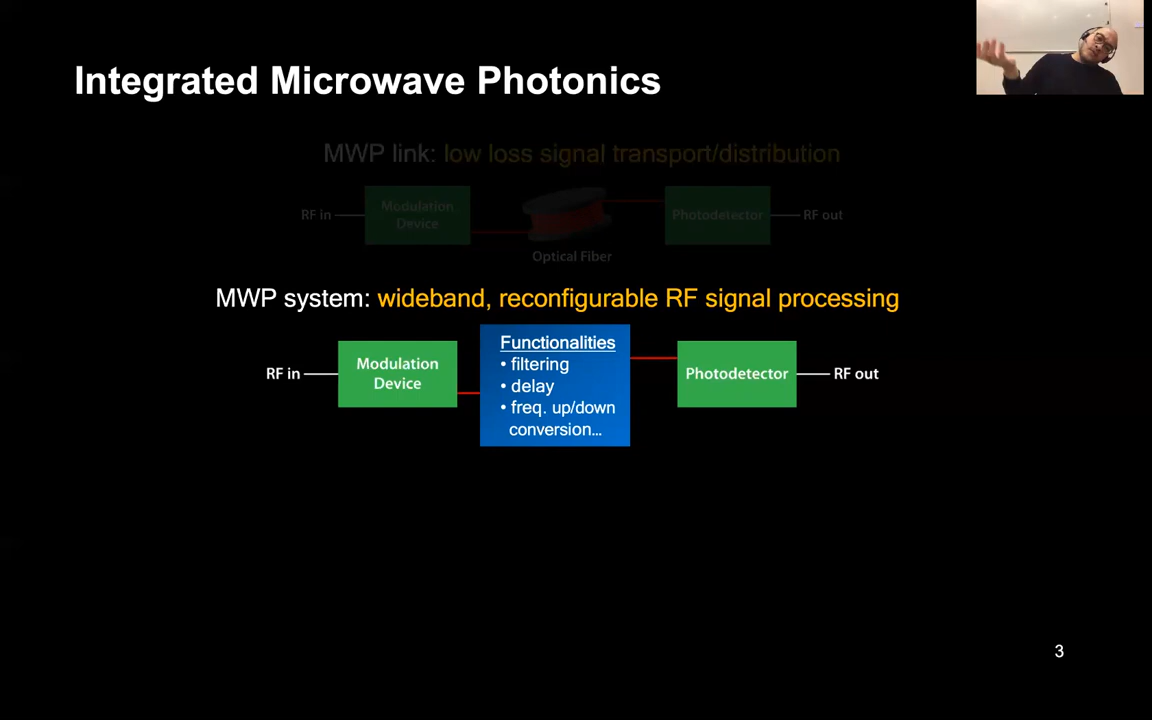 Integrated Microwave Photonics
MWP link: low loss signal transport/distribution
RF in
Modulation
Device
Photodetector
RF out
Optical Fiber
MWP system: wideband, reconfigurable RF signal processing
RF in
Modulation
Device
Functionalities
• filtering
• delay
• freq. up/down
conversion...
Photodetector
RF out
3